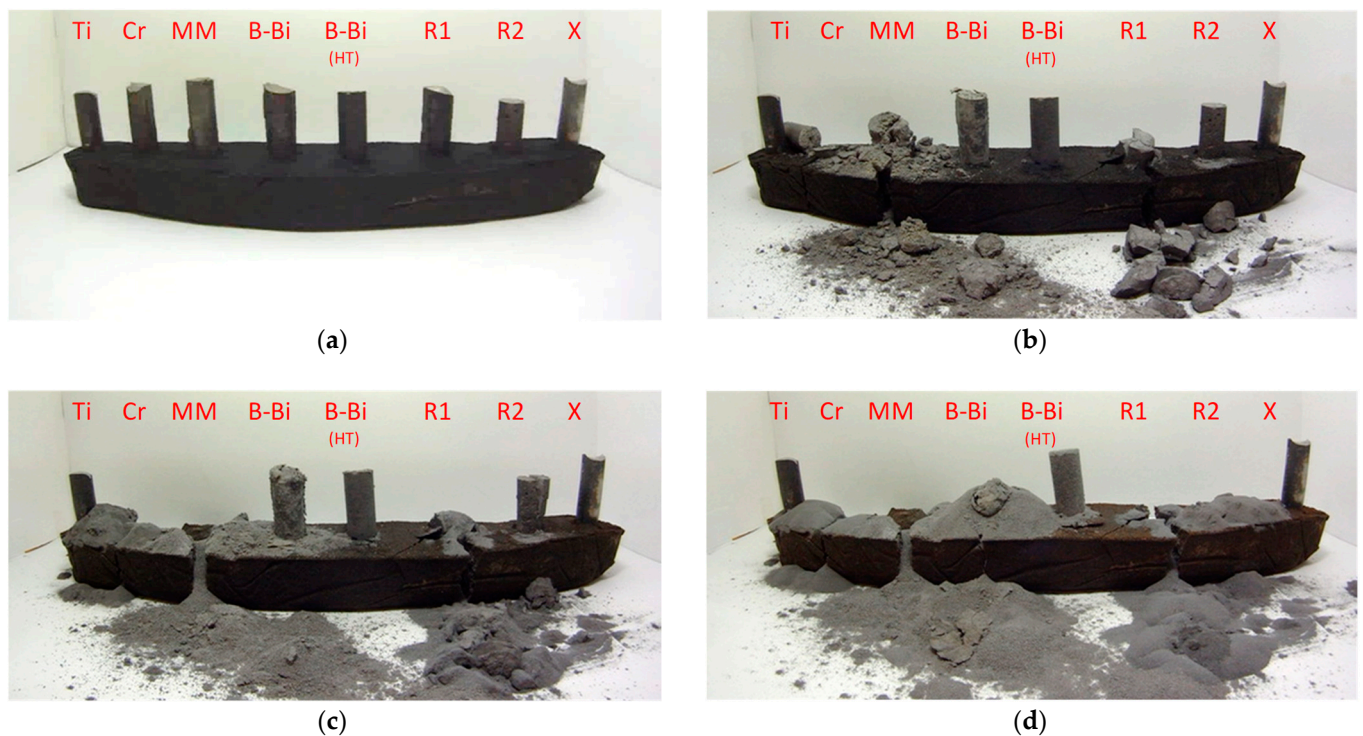 Ti Cr MM B-Bi B-Bi R1 R2 X
(HT)
(a)
Ti Cr MM B-Bi B-Bi R1 R2 X
(HT)
(b)
Ti Cr MM B-Bi B-Bi R1 R2 X
(HT)
(c)
Ti Cr MM B-Bi B-Bi R1 R2 X
(HT)
(d)